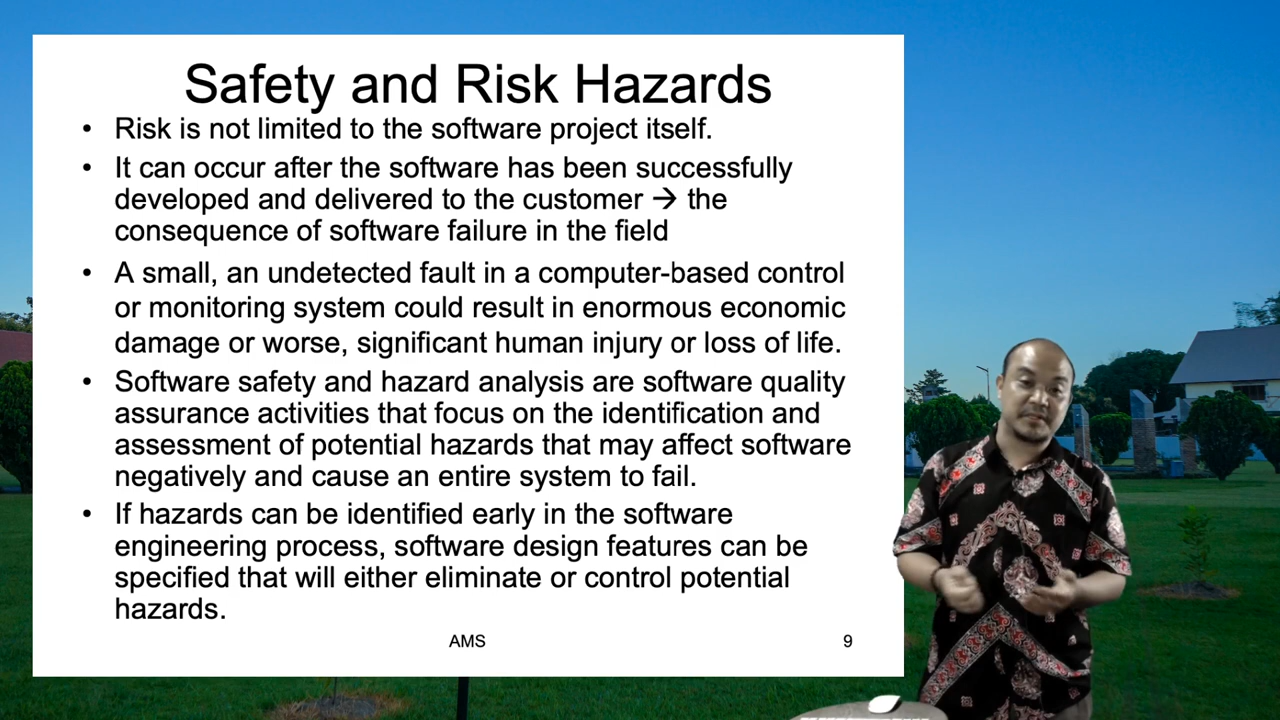 Safety and Risk Hazards
• Risk is not limited to the software project itself.
• It can occur after the software has been successfully
developed and delivered to the customer → the
consequence of software failure in the field
• A small, an undetected fault in a computer-based control
or monitoring system could result in enormous economic
damage or worse, significant human injury or loss of life.
• Software safety and hazard analysis are software quality
assurance activities that focus on the identification and
assessment of potential hazards that may affect software
negatively and cause an entire system to fail.
• If hazards can be identified early in the software
engineering process, software design features can be
specified that will either eliminate or control potential
hazards.
AMS
9